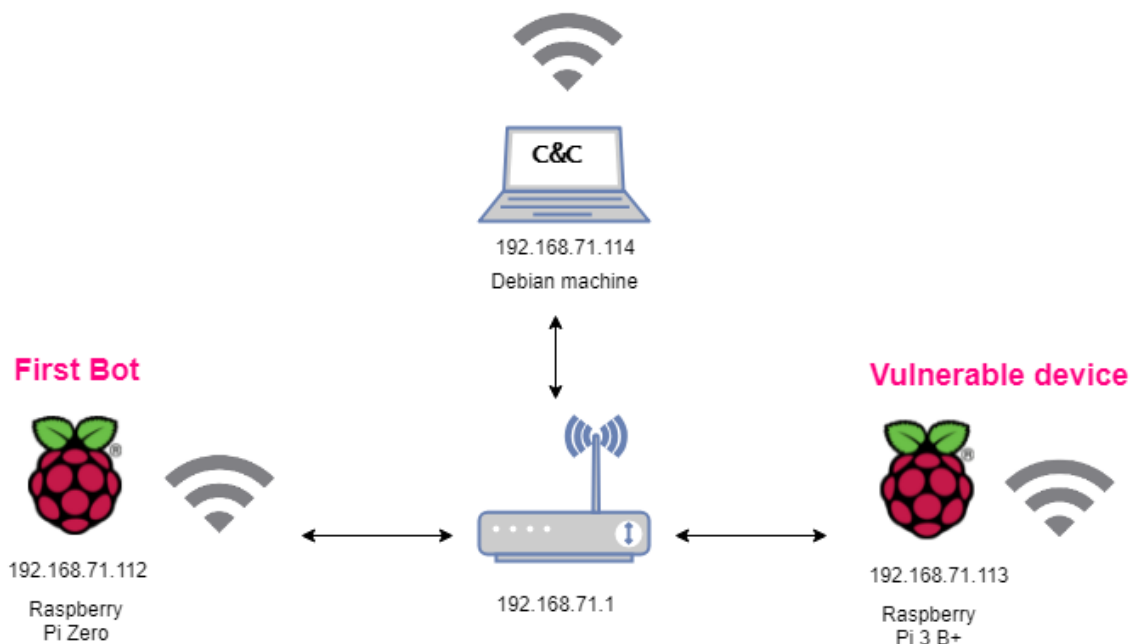 C&C
192.168.71.114
Debian machine
First Bot
Vulnerable device
®
®
192.168.71.112
Raspberry
Pi Zero
192.168.71.1
192.168.71.113
Raspberry
Pi 3 B+